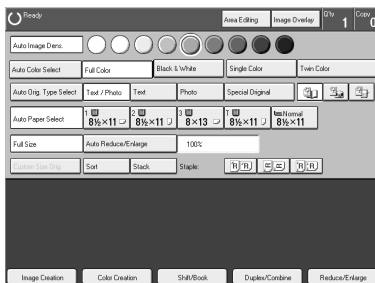 Ready Area Editing Image Overlay Q'ty 1 Copy 0
Auto Image Dens.
Auto Color Select Full Color Black & White Single Color Twin Color
Auto Orig. Type Select Text / Photo Text Photo Special Original
Auto Paper Select 1 8½×11 2 8½×11 3 8×13 T 8½×11 Normal 8½×11
Full Size Auto Reduce/Enlarge 100%
Custom Size Orig. Sort Stack Staple:
Image Creation Color Creation Shift/Book Duplex/Combine Reduce/Enlarge